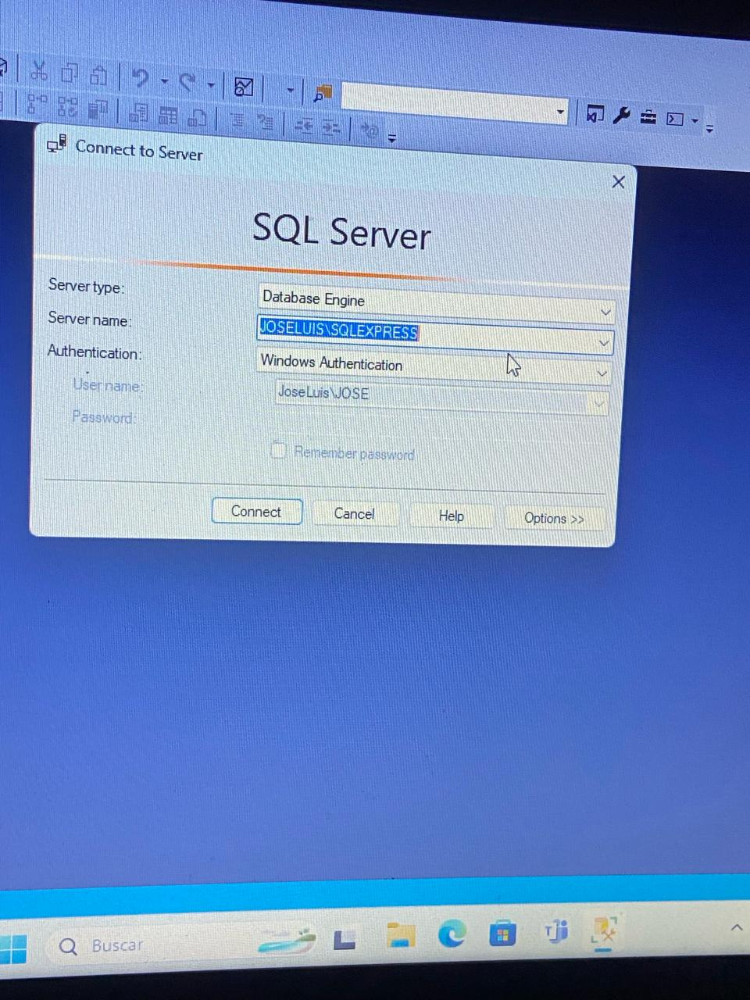 Connect to Server
SQL Server
Server type:
Database Engine
Server name:
JOSELUIS\SQLEXPRESS
Authentication:
Windows Authentication
User name:
JoseLuis\JOSE
Password:
Remember password
Connect
Cancel
Help
Options >>
Buscar